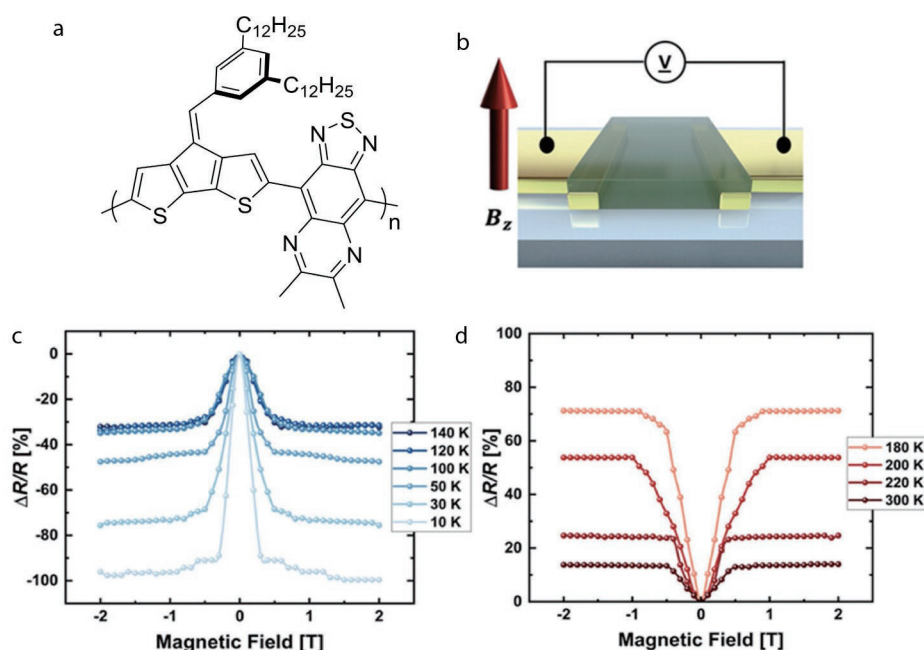 a
C12H25
C12H25
N
S
N
S
S
N
N
n
b
V
Bz
c
0
-20
-40
-60
-80
-100
ΔR/R [%]
-2
-1
0
1
2
Magnetic Field [T]
140 K
120 K
100 K
50 K
30 K
10 K
d
100
80
60
40
20
0
ΔR/R [%]
-2
-1
0
1
2
Magnetic Field [T]
180 K
200 K
220 K
300 K